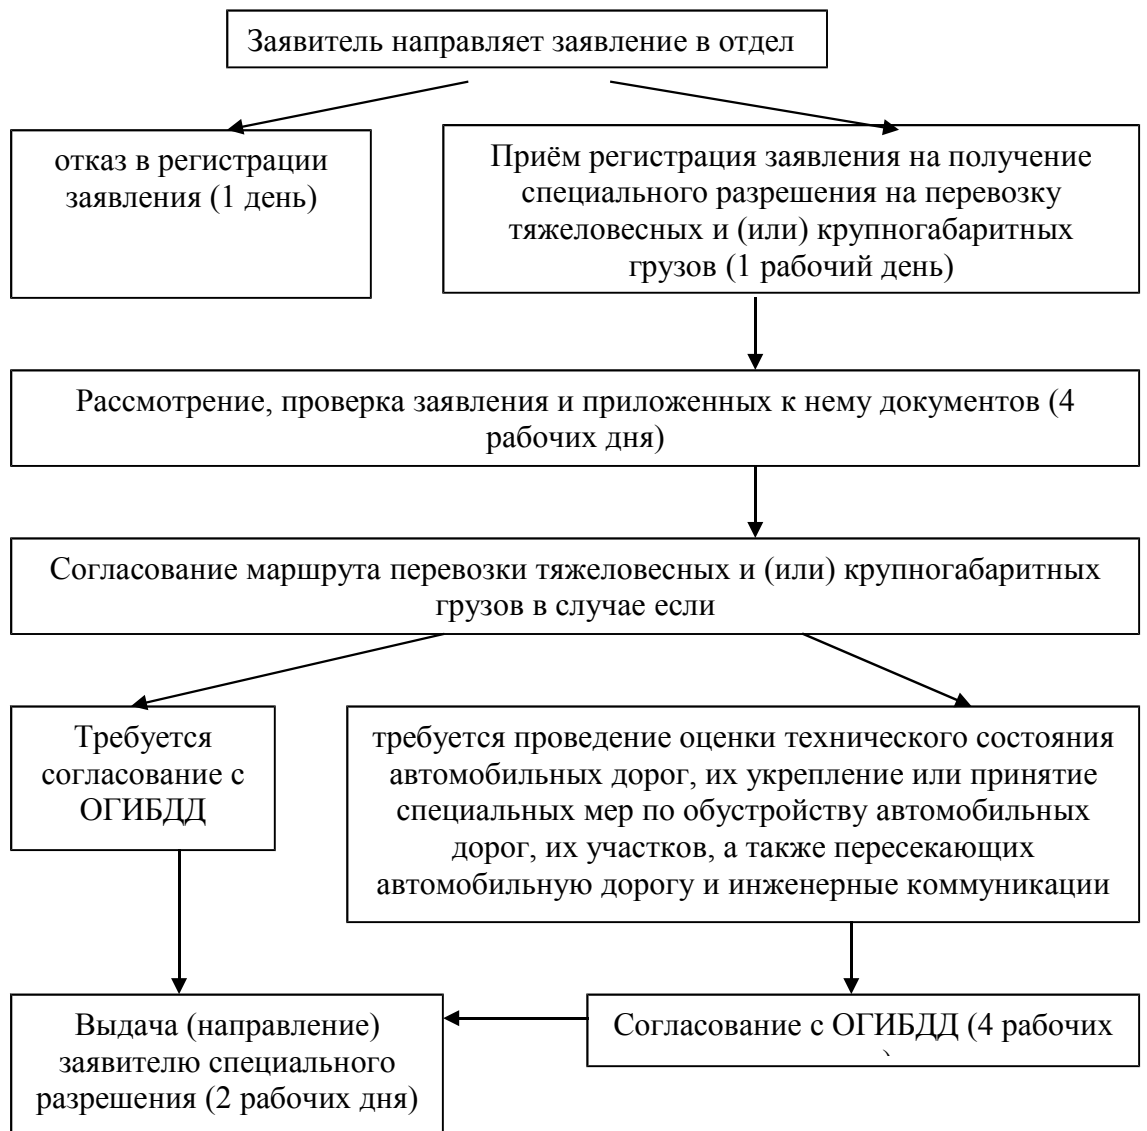 Заявитель направляет заявление в отдел
отказ в регистрации
заявления (1 день)
Приём регистрация заявления на получение
специального разрешения на перевозку
тяжеловесных и (или) крупногабаритных
грузов (1 рабочий день)
Рассмотрение, проверка заявления и приложенных к нему документов (4
рабочих дня)
Согласование маршрута перевозки тяжеловесных и (или) крупногабаритных
грузов в случае если
Требуется
согласование с
ОГИБДД
требуется проведение оценки технического состояния
автомобильных дорог, их укрепление или принятие
специальных мер по обустройству автомобильных
дорог, их участков, а также пересекающих
автомобильную дорогу и инженерные коммуникации
Выдача (направление)
заявителю специального
разрешения (2 рабочих дня)
Согласование с ОГИБДД (4 рабочих